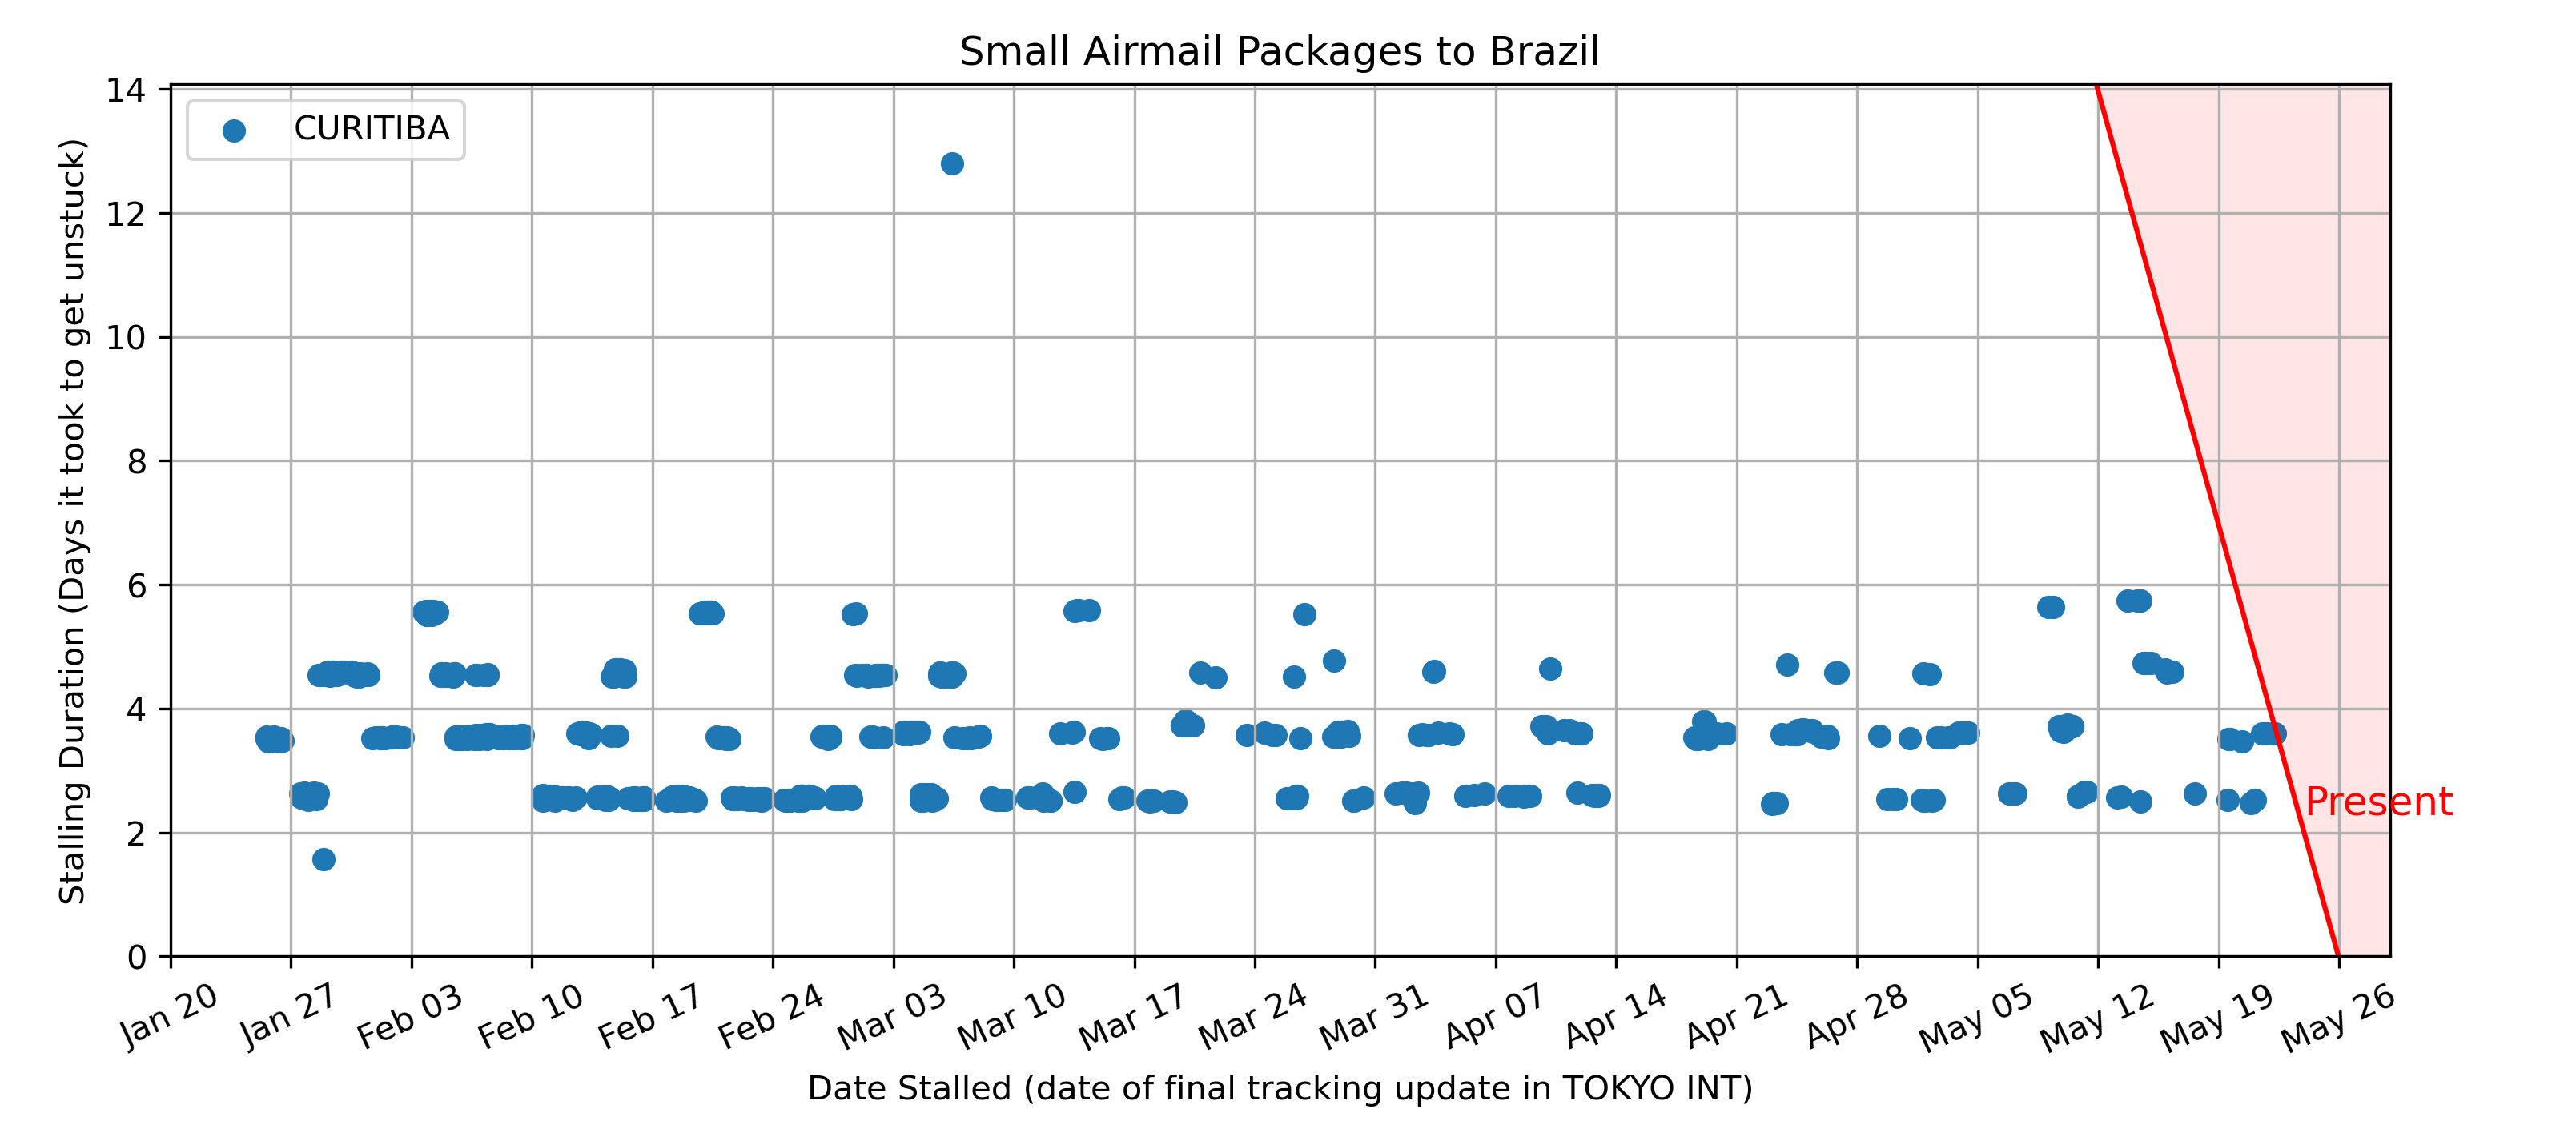 Small Airmail Packages to Brazil
CURITIBA
Stalling Duration (Days it took to get unstuck)
14
12
10
8
6
4
2
0
Present
Jan 20
Jan 27
Feb 03
Feb 10
Feb 17
Feb 24
Mar 03
Mar 10
Mar 17
Mar 24
Mar 31
Apr 07
Apr 14
Apr 21
Apr 28
May 05
May 12
May 19
May 26
Date Stalled (date of final tracking update in TOKYO INT)